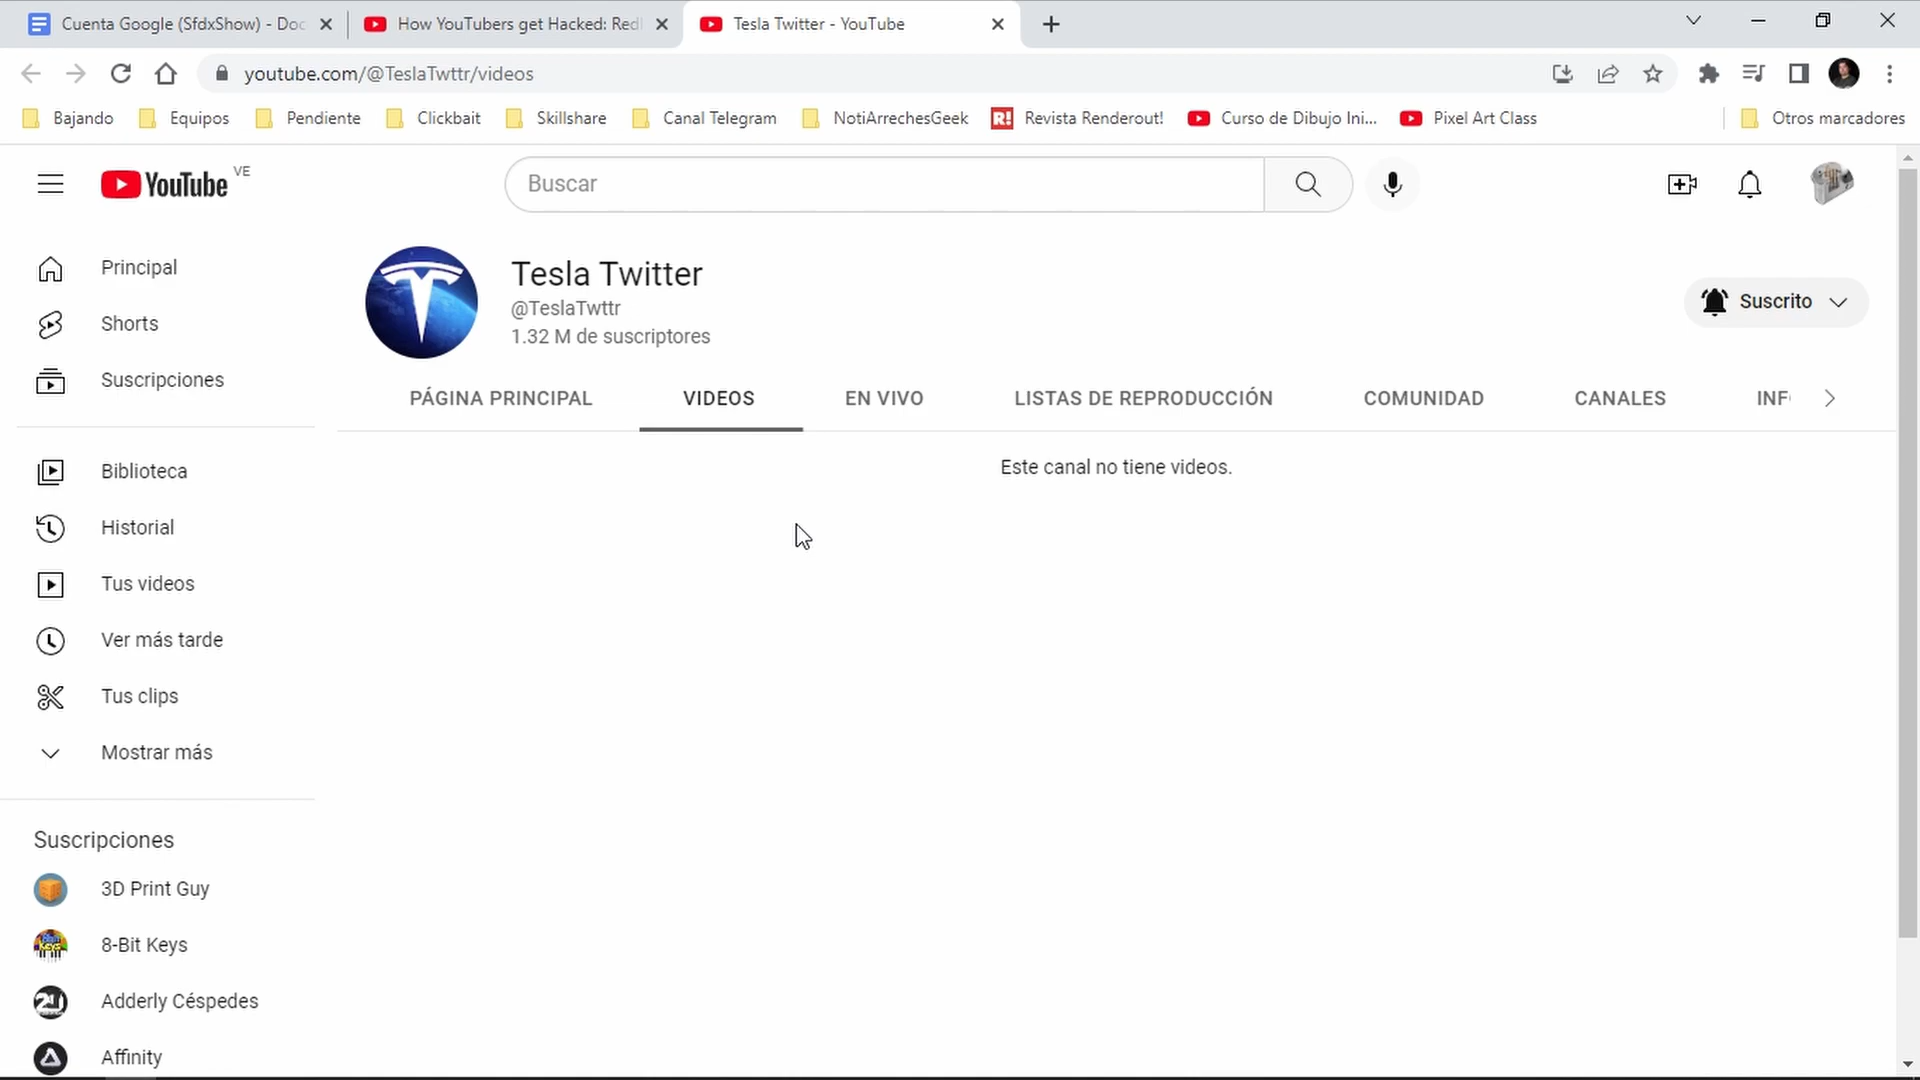 Cuenta Google (SfdxShow) - Doc
How YouTubers get Hacked: Redl
Tesla Twitter - YouTube
youtube.com/@TeslaTwttr/videos
Bajando
Equipos
Pendiente
Clickbait
Skillshare
Canal Telegram
NotiArrechesGeek
R!
Revista Renderout!
Curso de Dibujo Ini...
Pixel Art Class
Otros marcadores
YouTube VE
Buscar
Principal
Shorts
Suscripciones
Biblioteca
Historial
Tus videos
Ver más tarde
Tus clips
Mostrar más
Suscripciones
3D Print Guy
8-Bit Keys
Adderly Céspedes
Affinity
Tesla Twitter
@TeslaTwttr
1.32 M de suscriptores
Suscrito
PÁGINA PRINCIPAL
VIDEOS
EN VIVO
LISTAS DE REPRODUCCIÓN
COMUNIDAD
CANALES
INF
Este canal no tiene videos.